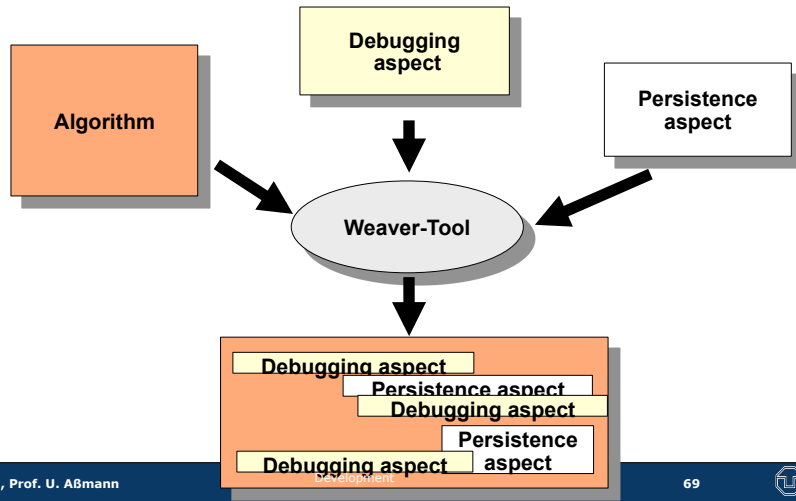 Debugging
aspect
Algorithm
Persistence
aspect
Weaver-Tool
Debugging aspect
Persistence aspect
Debugging aspect
Persistence
aspect
Debugging aspect
Development
, Prof. U. Aßmann
69